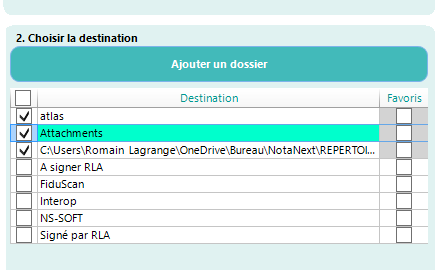 2. Choisir la destination
Ajouter un dossier
Destination Favoris
atlas
Attachments
C:\Users\Romain Lagrange\OneDrive\Bureau\NotaNext\REPERTOI...
A signer RLA
FiduScan
Interop
NS-SOFT
Signé par RLA